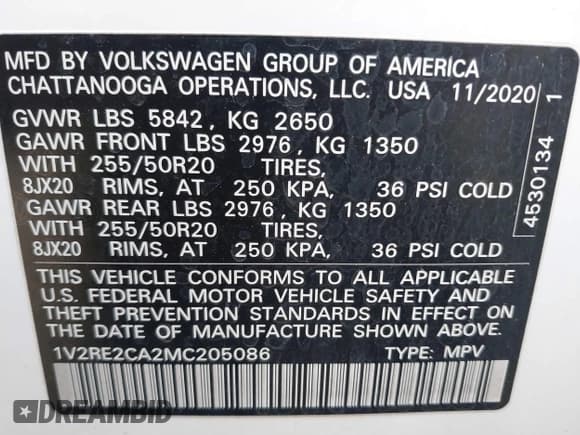 MFD BY VOLKSWAGEN GROUP OF AMERICA
CHATTANOOGA OPERATIONS, LLC. USA 11/2020
GVWR LBS 5842, KG 2650
GAWR FRONT LBS 2976, KG 1350
WITH 255/50R20 TIRES,
8JX20 RIMS, AT 250 KPA, 36 PSI COLD
GAWR REAR LBS 2976, KG 1350
WITH 255/50R20 TIRES,
8JX20 RIMS, AT 250 KPA, 36 PSI COLD
THIS VEHICLE CONFORMS TO ALL APPLICABLE
U.S. FEDERAL MOTOR VEHICLE SAFETY AND
THEFT PREVENTION STANDARDS IN EFFECT ON
THE DATE OF MANUFACTURE SHOWN ABOVE.
1V2RE2CA2MC205086 TYPE: MPV
4530134 1
DREAMBID